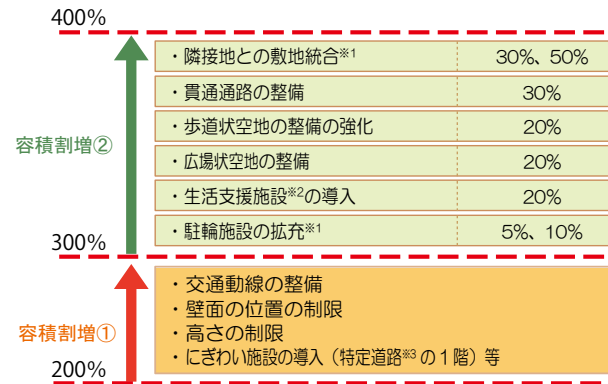 400%
・隣接地との敷地統合※1 30%、50%
・貫通通路の整備 30%
・歩道状空地の整備の強化 20%
容積割増②
・広場状空地の整備 20%
・生活支援施設※2の導入 20%
・駐輪施設の拡充※1 5%、10%
300%
・交通動線の整備
・壁面の位置の制限
容積割増①
・高さの制限
・にぎわい施設の導入（特定道路※3の1階）等
200%